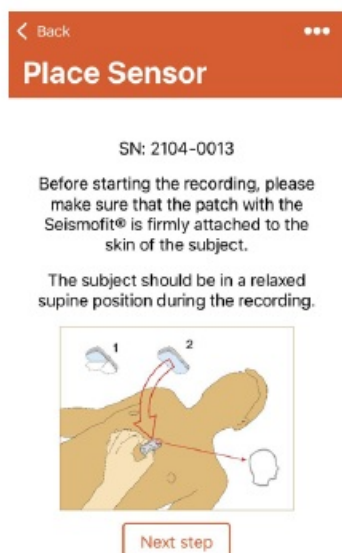 Back
Place Sensor
SN: 2104-0013
Before starting the recording, please
make sure that the patch with the
Seismofit® is firmly attached to the
skin of the subject.
The subject should be in a relaxed
supine position during the recording.
1 2
Next step